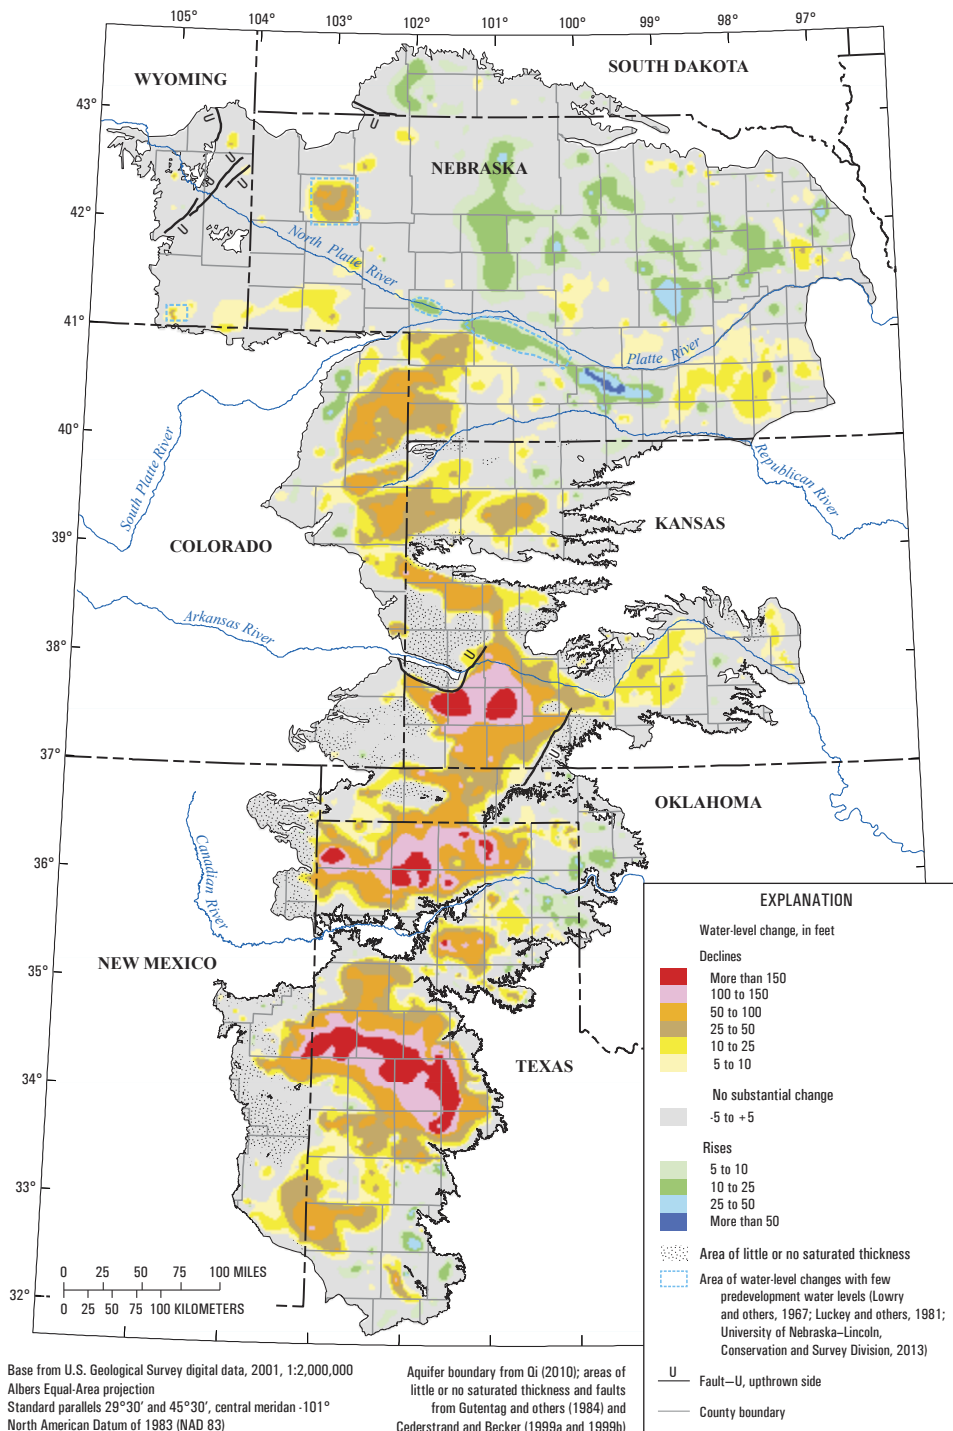 105° 104° 103° 102° 101° 100° 99° 98° 97°
WYOMING
SOUTH DAKOTA
43°
U
U
NEBRASKA
U
U
42°
U
North Platte River
41°
Platte River
40°
South Platte River
Republican River
KANSAS
39°
COLORADO
Arkansas River
38°
U
37°
U
OKLAHOMA
Canadian River
36°
35°
NEW MEXICO
TEXAS
34°
33°
32°
0 25 50 75 100 MILES
0 25 50 75 100 KILOMETERS
EXPLANATION
Water-level change, in feet
Declines
More than 150
100 to 150
50 to 100
25 to 50
10 to 25
5 to 10
No substantial change
-5 to +5
Rises
5 to 10
10 to 25
25 to 50
More than 50
Area of little or no saturated thickness
Area of water-level changes with few
predevelopment water levels (Lowry
and others, 1967; Luckey and others, 1981;
University of Nebraska–Lincoln,
Conservation and Survey Division, 2013)
U
Fault—U, upthrown side
County boundary
Base from U.S. Geological Survey digital data, 2001, 1:2,000,000
Albers Equal-Area projection
Standard parallels 29°30′ and 45°30′, central meridian -101°
North American Datum of 1983 (NAD 83)
Aquifer boundary from Qi (2010); areas of
little or no saturated thickness and faults
from Gutentag and others (1984) and
Cederstrand and Becker (1999a and 1999b)